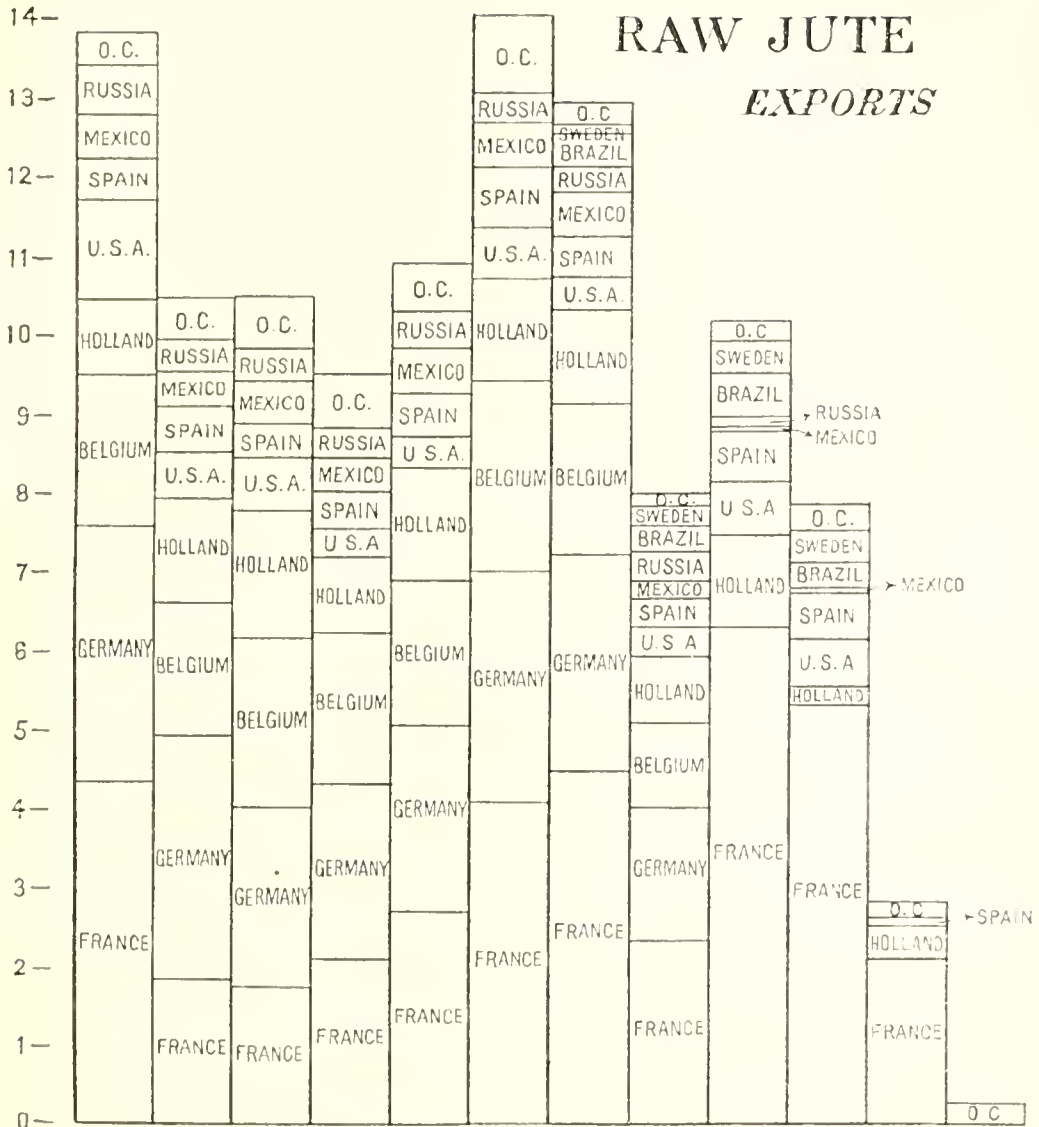 RAW JUTE
EXPORTS
14
13
12
11
10
9
8
7
6
5
4
3
2
1
0
O.C.
RUSSIA
MEXICO
SPAIN
U.S.A.
HOLLAND
BELGIUM
GERMANY
FRANCE
O.C.
RUSSIA
MEXICO
SPAIN
U.S.A.
HOLLAND
BELGIUM
GERMANY
FRANCE
O.C.
RUSSIA
MEXICO
SPAIN
U.S.A.
HOLLAND
BELGIUM
GERMANY
FRANCE
O.C.
RUSSIA
MEXICO
SPAIN
U S.A
HOLLAND
BELGIUM
GERMANY
FRANCE
O.C.
RUSSIA
MEXICO
SPAIN
U S.A.
HOLLAND
BELGIUM
GERMANY
FRANCE
O.C.
RUSSIA
MEXICO
SPAIN
U.S.A.
HOLLAND
BELGIUM
GERMANY
FRANCE
O.C
SWEDEN
BRAZIL
RUSSIA
MEXICO
SPAIN
U.S.A.
HOLLAND
BELGIUM
GERMANY
FRANCE
O.C.
SWEDEN
BRAZIL
RUSSIA
MEXICO
SPAIN
U.S A
HOLLAND
BELGIUM
GERMANY
FRANCE
O.C
SWEDEN
BRAZIL
RUSSIA
MEXICO
SPAIN
U.S.A
HOLLAND
FRANCE
O.C.
SWEDEN
BRAZIL
MEXICO
SPAIN
U.S.A
HOLLAND
FRANCE
O.C
SPAIN
HOLLAND
FRANCE
O C